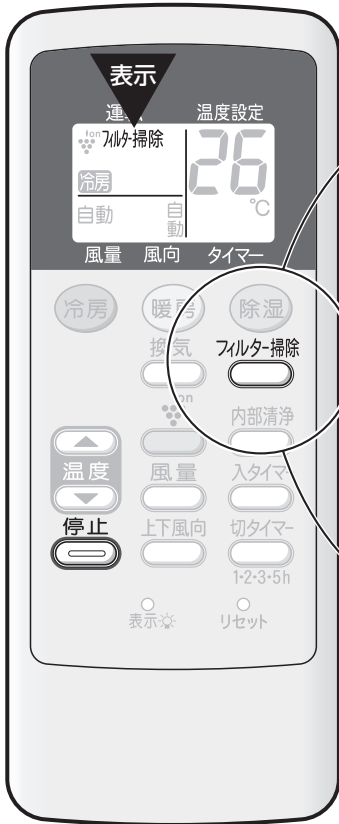 表示
運転 温度設定
ion フィルター掃除
冷房
26
℃
自動 自動
風量 風向 タイマー
冷房 暖房 除湿
換気 フィルター掃除
ion
内部清浄
温度 風量 入タイマー
停止 上下風向 切タイマー
1・2・3・5h
表示 リセット